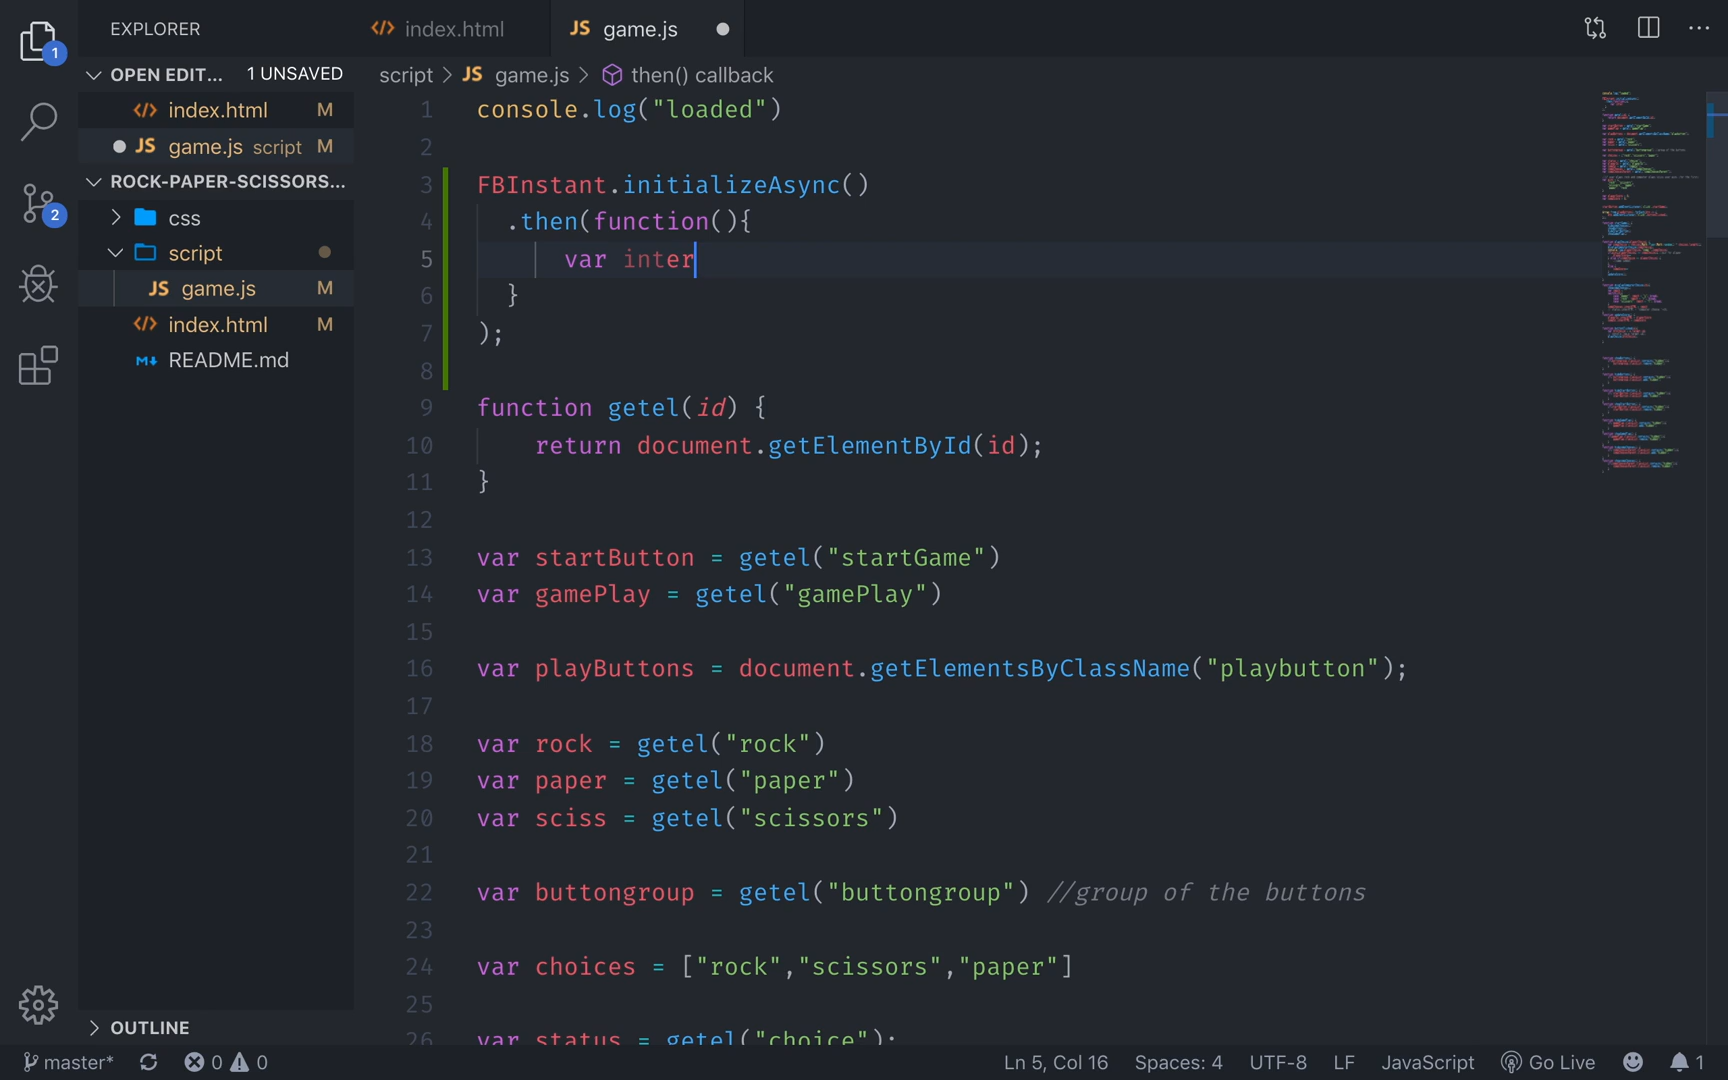 EXPLORER
</> index.html
JS game.js
1
OPEN EDIT... 1 UNSAVED
</> index.html M
JS game.js script M
ROCK-PAPER-SCISSORS...
2
css
script
JS game.js M
</> index.html M
README.md
OUTLINE
script > JS game.js > then() callback
1 console.log("loaded")
2
3 FBInstant.initializeAsync()
4 .then(function(){
5 var inter
6 }
7 );
8
9 function getel(id) {
10 return document.getElementById(id);
11 }
12
13 var startButton = getel("startGame")
14 var gamePlay = getel("gamePlay")
15
16 var playButtons = document.getElementsByClassName("playbutton");
17
18 var rock = getel("rock")
19 var paper = getel("paper")
20 var sciss = getel("scissors")
21
22 var buttongroup = getel("buttongroup") //group of the buttons
23
24 var choices = ["rock","scissors","paper"]
25
26 var status = getel("choice");
master* 0 0 Ln 5, Col 16 Spaces: 4 UTF-8 LF JavaScript Go Live 1